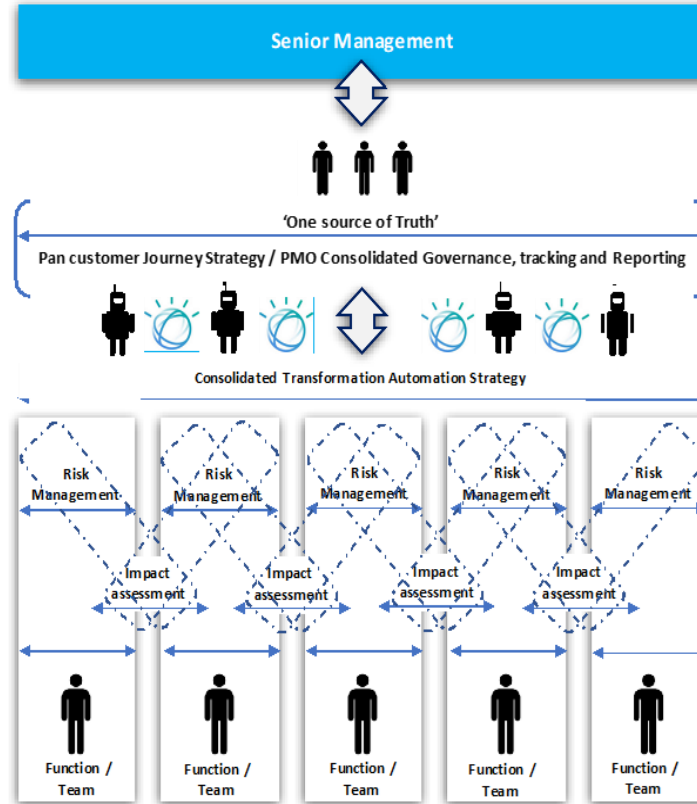 Senior Management
‘One source of Truth’
Pan customer Journey Strategy / PMO Consolidated Governance, tracking and Reporting
Consolidated Transformation Automation Strategy
Risk
Management
Risk
Management
Risk
Management
Risk
Management
Risk
Management
Impact
assessment
Impact
assessment
Impact
assessment
Impact
assessment
Function /
Team
Function /
Team
Function /
Team
Function /
Team
Function /
Team